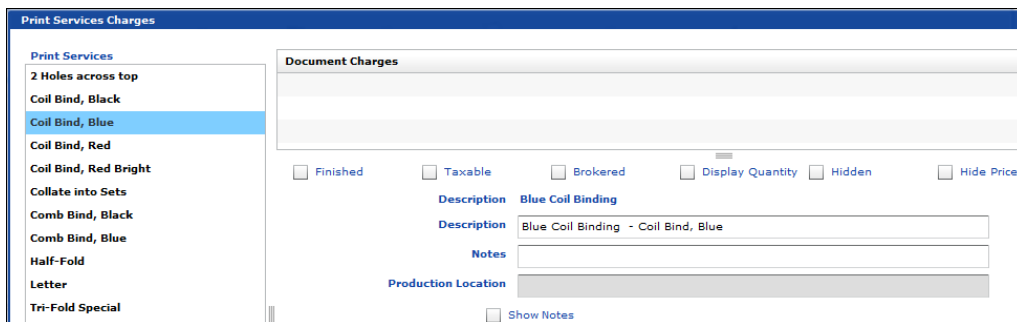 Print Services Charges
Print Services
2 Holes across top
Coil Bind, Black
Coil Bind, Blue
Coil Bind, Red
Coil Bind, Red Bright
Collate into Sets
Comb Bind, Black
Comb Bind, Blue
Half-Fold
Letter
Tri-Fold Special
Document Charges
Finished Taxable Brokered Display Quantity Hidden Hide Price
Description Blue Coil Binding
Description Blue Coil Binding - Coil Bind, Blue
Notes
Production Location
Show Notes